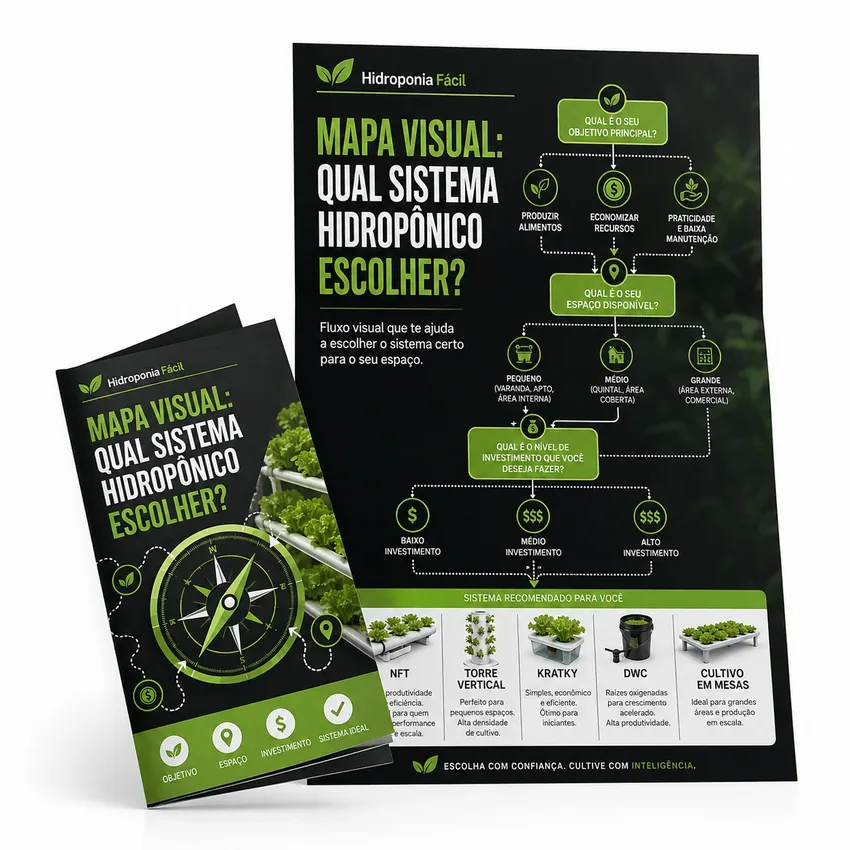 Hidroponia Fácil
MAPA VISUAL:
QUAL SISTEMA
HIDROPÔNICO
ESCOLHER?
Fluxo visual que te ajuda
a escolher o sistema certo
para o seu espaço.
QUAL É O SEU
OBJETIVO PRINCIPAL?
PRODUZIR
ALIMENTOS
$
ECONOMIZAR
RECURSOS
PRATICIDADE
E BAIXA
MANUTENÇÃO
QUAL É O SEU
ESPAÇO DISPONÍVEL?
PEQUENO
(VARANDA, APTO,
ÁREA INTERNA)
MÉDIO
(QUINTAL, ÁREA
COBERTA)
GRANDE
(ÁREA EXTERNA,
COMERCIAL)
$
QUAL É O NÍVEL DE
INVESTIMENTO QUE VOCÊ
DESEJA FAZER?
$
BAIXO
INVESTIMENTO
$$$
MÉDIO
INVESTIMENTO
$$$
ALTO
INVESTIMENTO
SISTEMA RECOMENDADO PARA VOCÊ
NFT
rodutividade
eficiência.
para quem
performance
e escala.
TORRE
VERTICAL
Perfeito para
pequenos espaços.
Alta densidade
de cultivo.
KRATKY
Simples, econômico
e eficiente.
Ótimo para
iniciantes.
DWC
Raízes oxigenadas
para crescimento
acelerado.
Alta produtividade.
CULTIVO
EM MESAS
Ideal para grandes
áreas e produção
em escala.
ESCOLHA COM CONFIANÇA. CULTIVE COM INTELIGÊNCIA.
Hidroponia Fácil
MAPA VISUAL:
QUAL SISTEMA
HIDROPÔNICO
ESCOLHER?
N
E
S
$
OBJETIVO
ESPAÇO
$
INVESTIMENTO
SISTEMA IDEAL